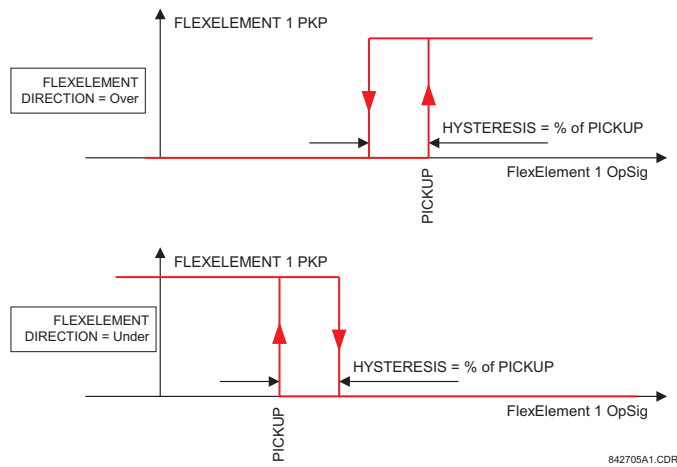 FLEXELEMENT 1 PKP
FLEXELEMENT
DIRECTION = Over
HYSTERESIS = % of PICKUP
FlexElement 1 OpSig
PICKUP
FLEXELEMENT 1 PKP
FLEXELEMENT
DIRECTION = Under
HYSTERESIS = % of PICKUP
FlexElement 1 OpSig
PICKUP
842705A1.CDR